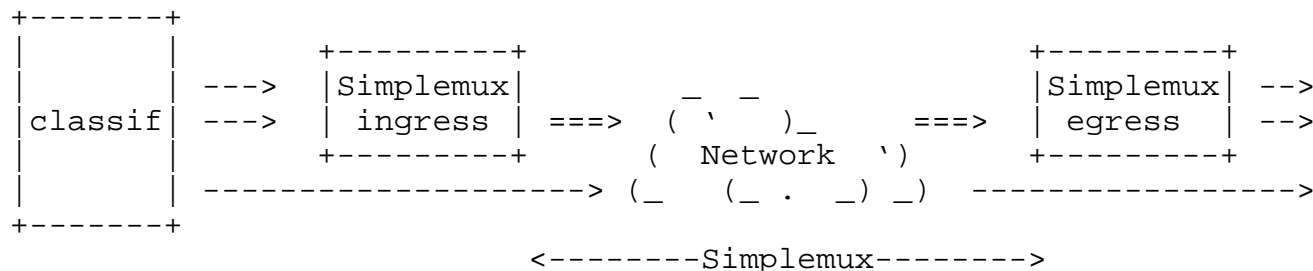 +-------+
|       |       +---------+                                 +---------+
|       | --->  |Simplemux|          _  _                   |Simplemux| -->
|classif| --->  | ingress | ===>   ( `   )_       ===>      | egress  | -->
|       |       +---------+       (  Network  `)            +---------+
|       | --------------------> (_   (_ .  _) _)  ----------------->
+-------+
<--------Simplemux-------->